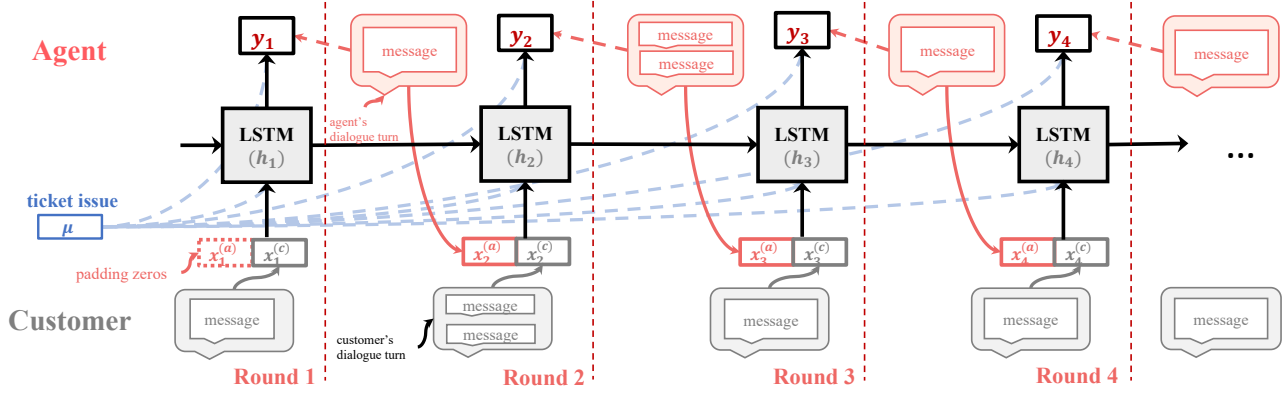 Agent
y1
message
y2
message
message
y3
message
y4
message
agent's
dialogue turn
LSTM
(h1)
LSTM
(h2)
LSTM
(h3)
LSTM
(h4)
...
ticket issue
μ
padding zeros
x1(a)
x1(c)
x2(a)
x2(c)
x3(a)
x3(c)
x4(a)
x4(c)
Customer
message
message
message
customer's
dialogue turn
message
message
message
Round 1
Round 2
Round 3
Round 4